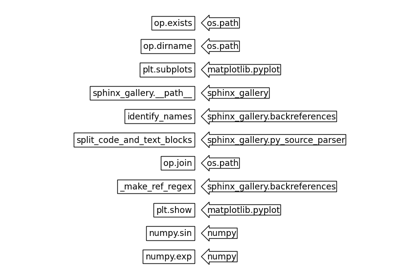 op.exists os.path
op.dirname os.path
plt.subplots matplotlib.pyplot
sphinx_gallery.__path__ sphinx_gallery
identify_names sphinx_gallery.backreferences
split_code_and_text_blocks sphinx_gallery.py_source_parser
op.join os.path
_make_ref_regex sphinx_gallery.backreferences
plt.show matplotlib.pyplot
numpy.sin numpy
numpy.exp numpy